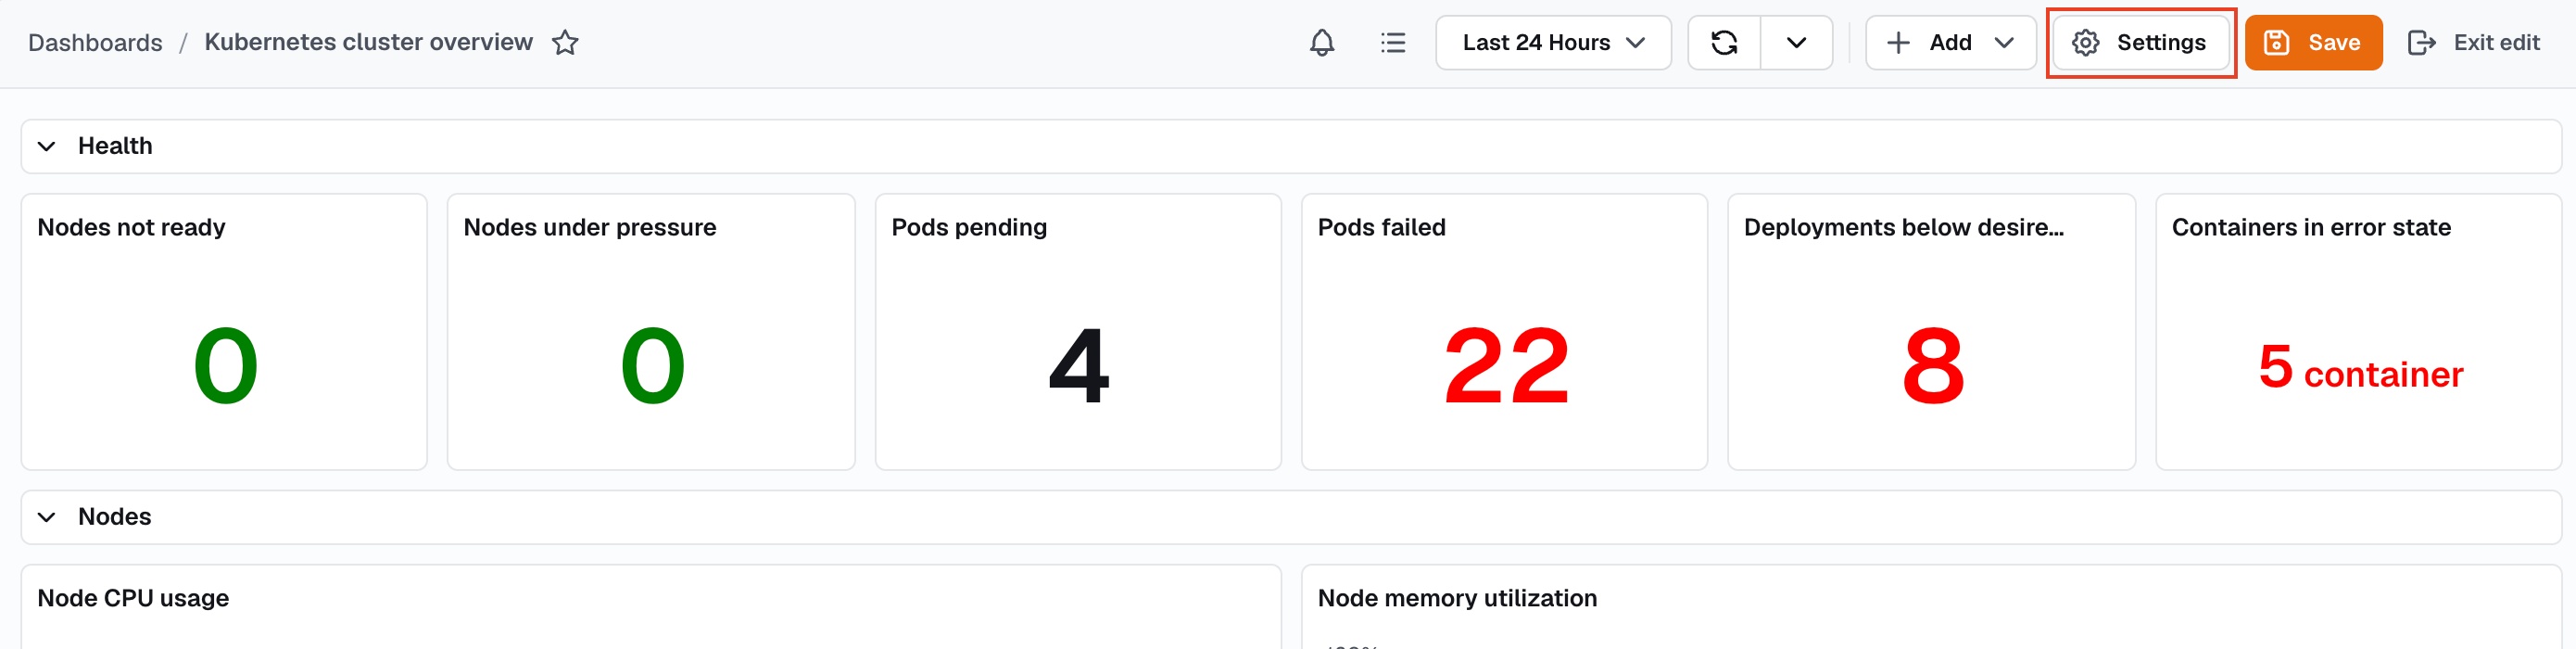 Dashboards / Kubernetes cluster overview
Last 24 Hours
Add
Settings
Save
Exit edit
Health
Nodes not ready
Nodes under pressure
Pods pending
Pods failed
Deployments below desire...
Containers in error state
0
0
4
22
8
5 container
Nodes
Node CPU usage
Node memory utilization